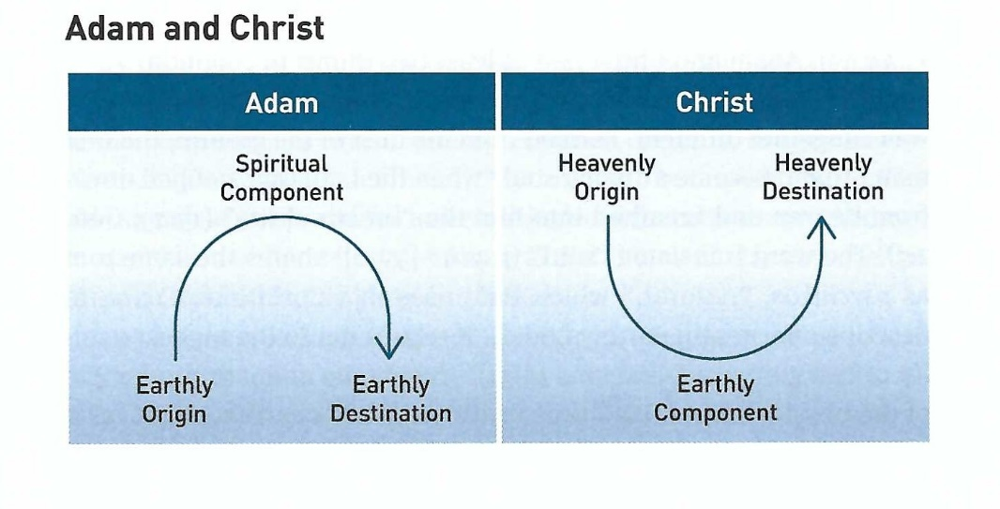 Adam and Christ
Adam
Christ
Spiritual
Component
Earthly
Origin
Earthly
Destination
Heavenly
Origin
Heavenly
Destination
Earthly
Component